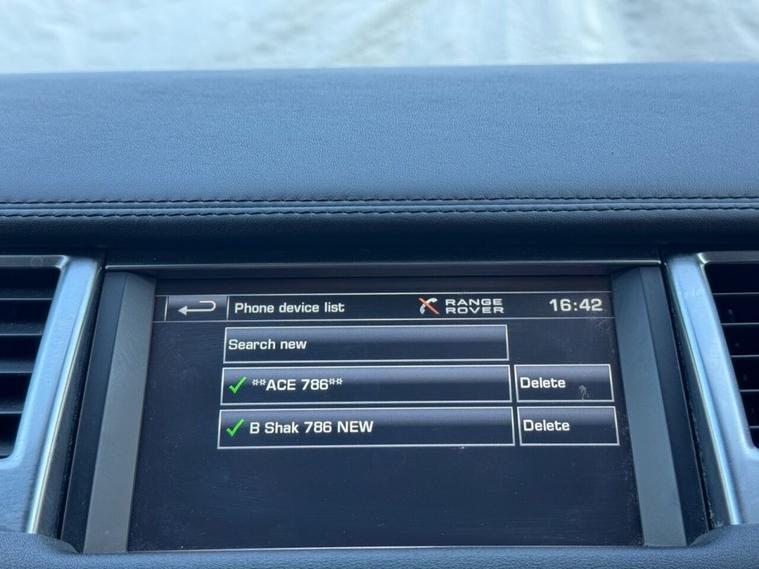 Phone device list
RANGE
ROVER
16:42
Search new
**ACE 786**
Delete
B Shak 786 NEW
Delete